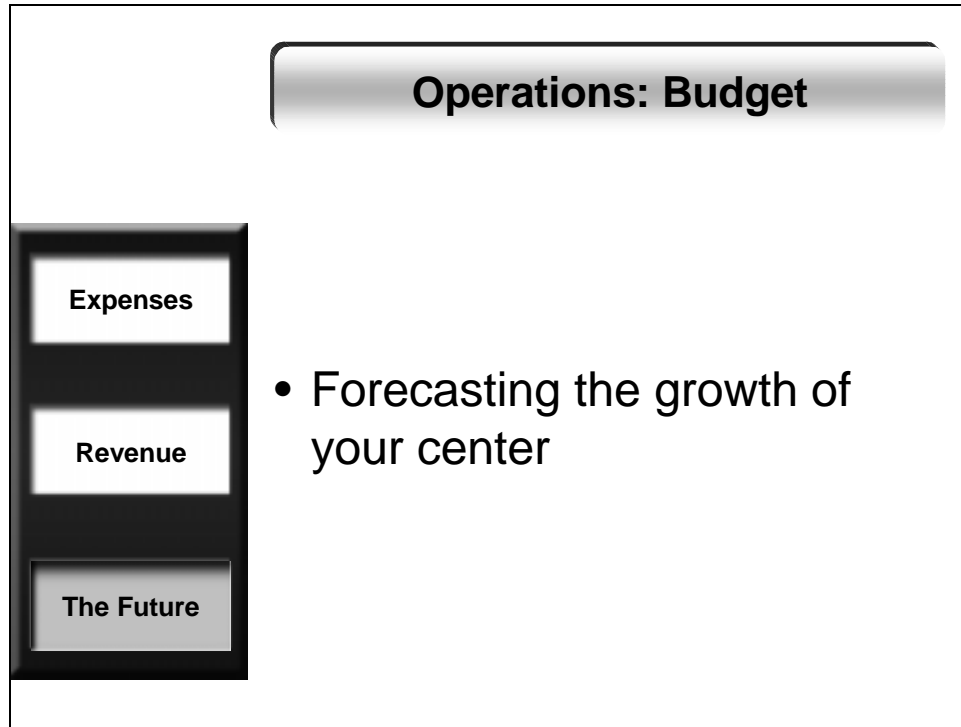 Operations: Budget
Expenses
Revenue
The Future
• Forecasting the growth of
your center